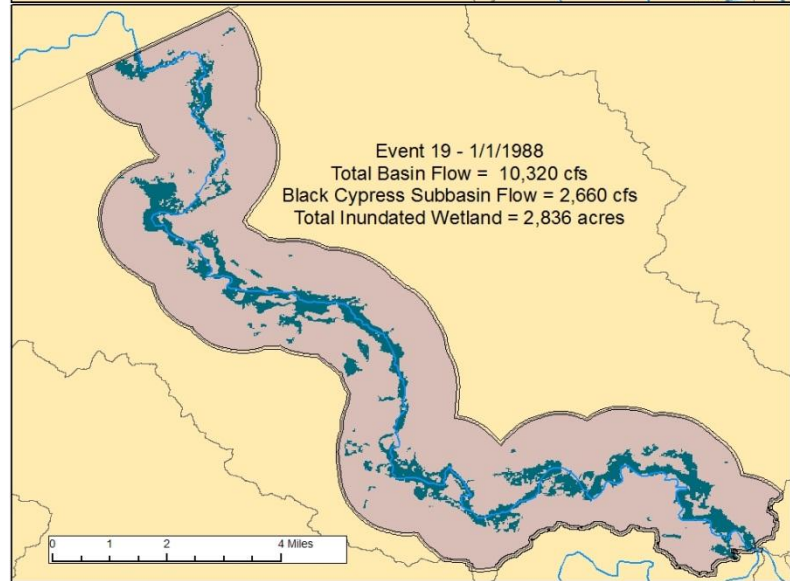 Event 19 - 1/1/1988
Total Basin Flow = 10,320 cfs
Black Cypress Subbasin Flow = 2,660 cfs
Total Inundated Wetland = 2,836 acres
0 1 2 4 Miles